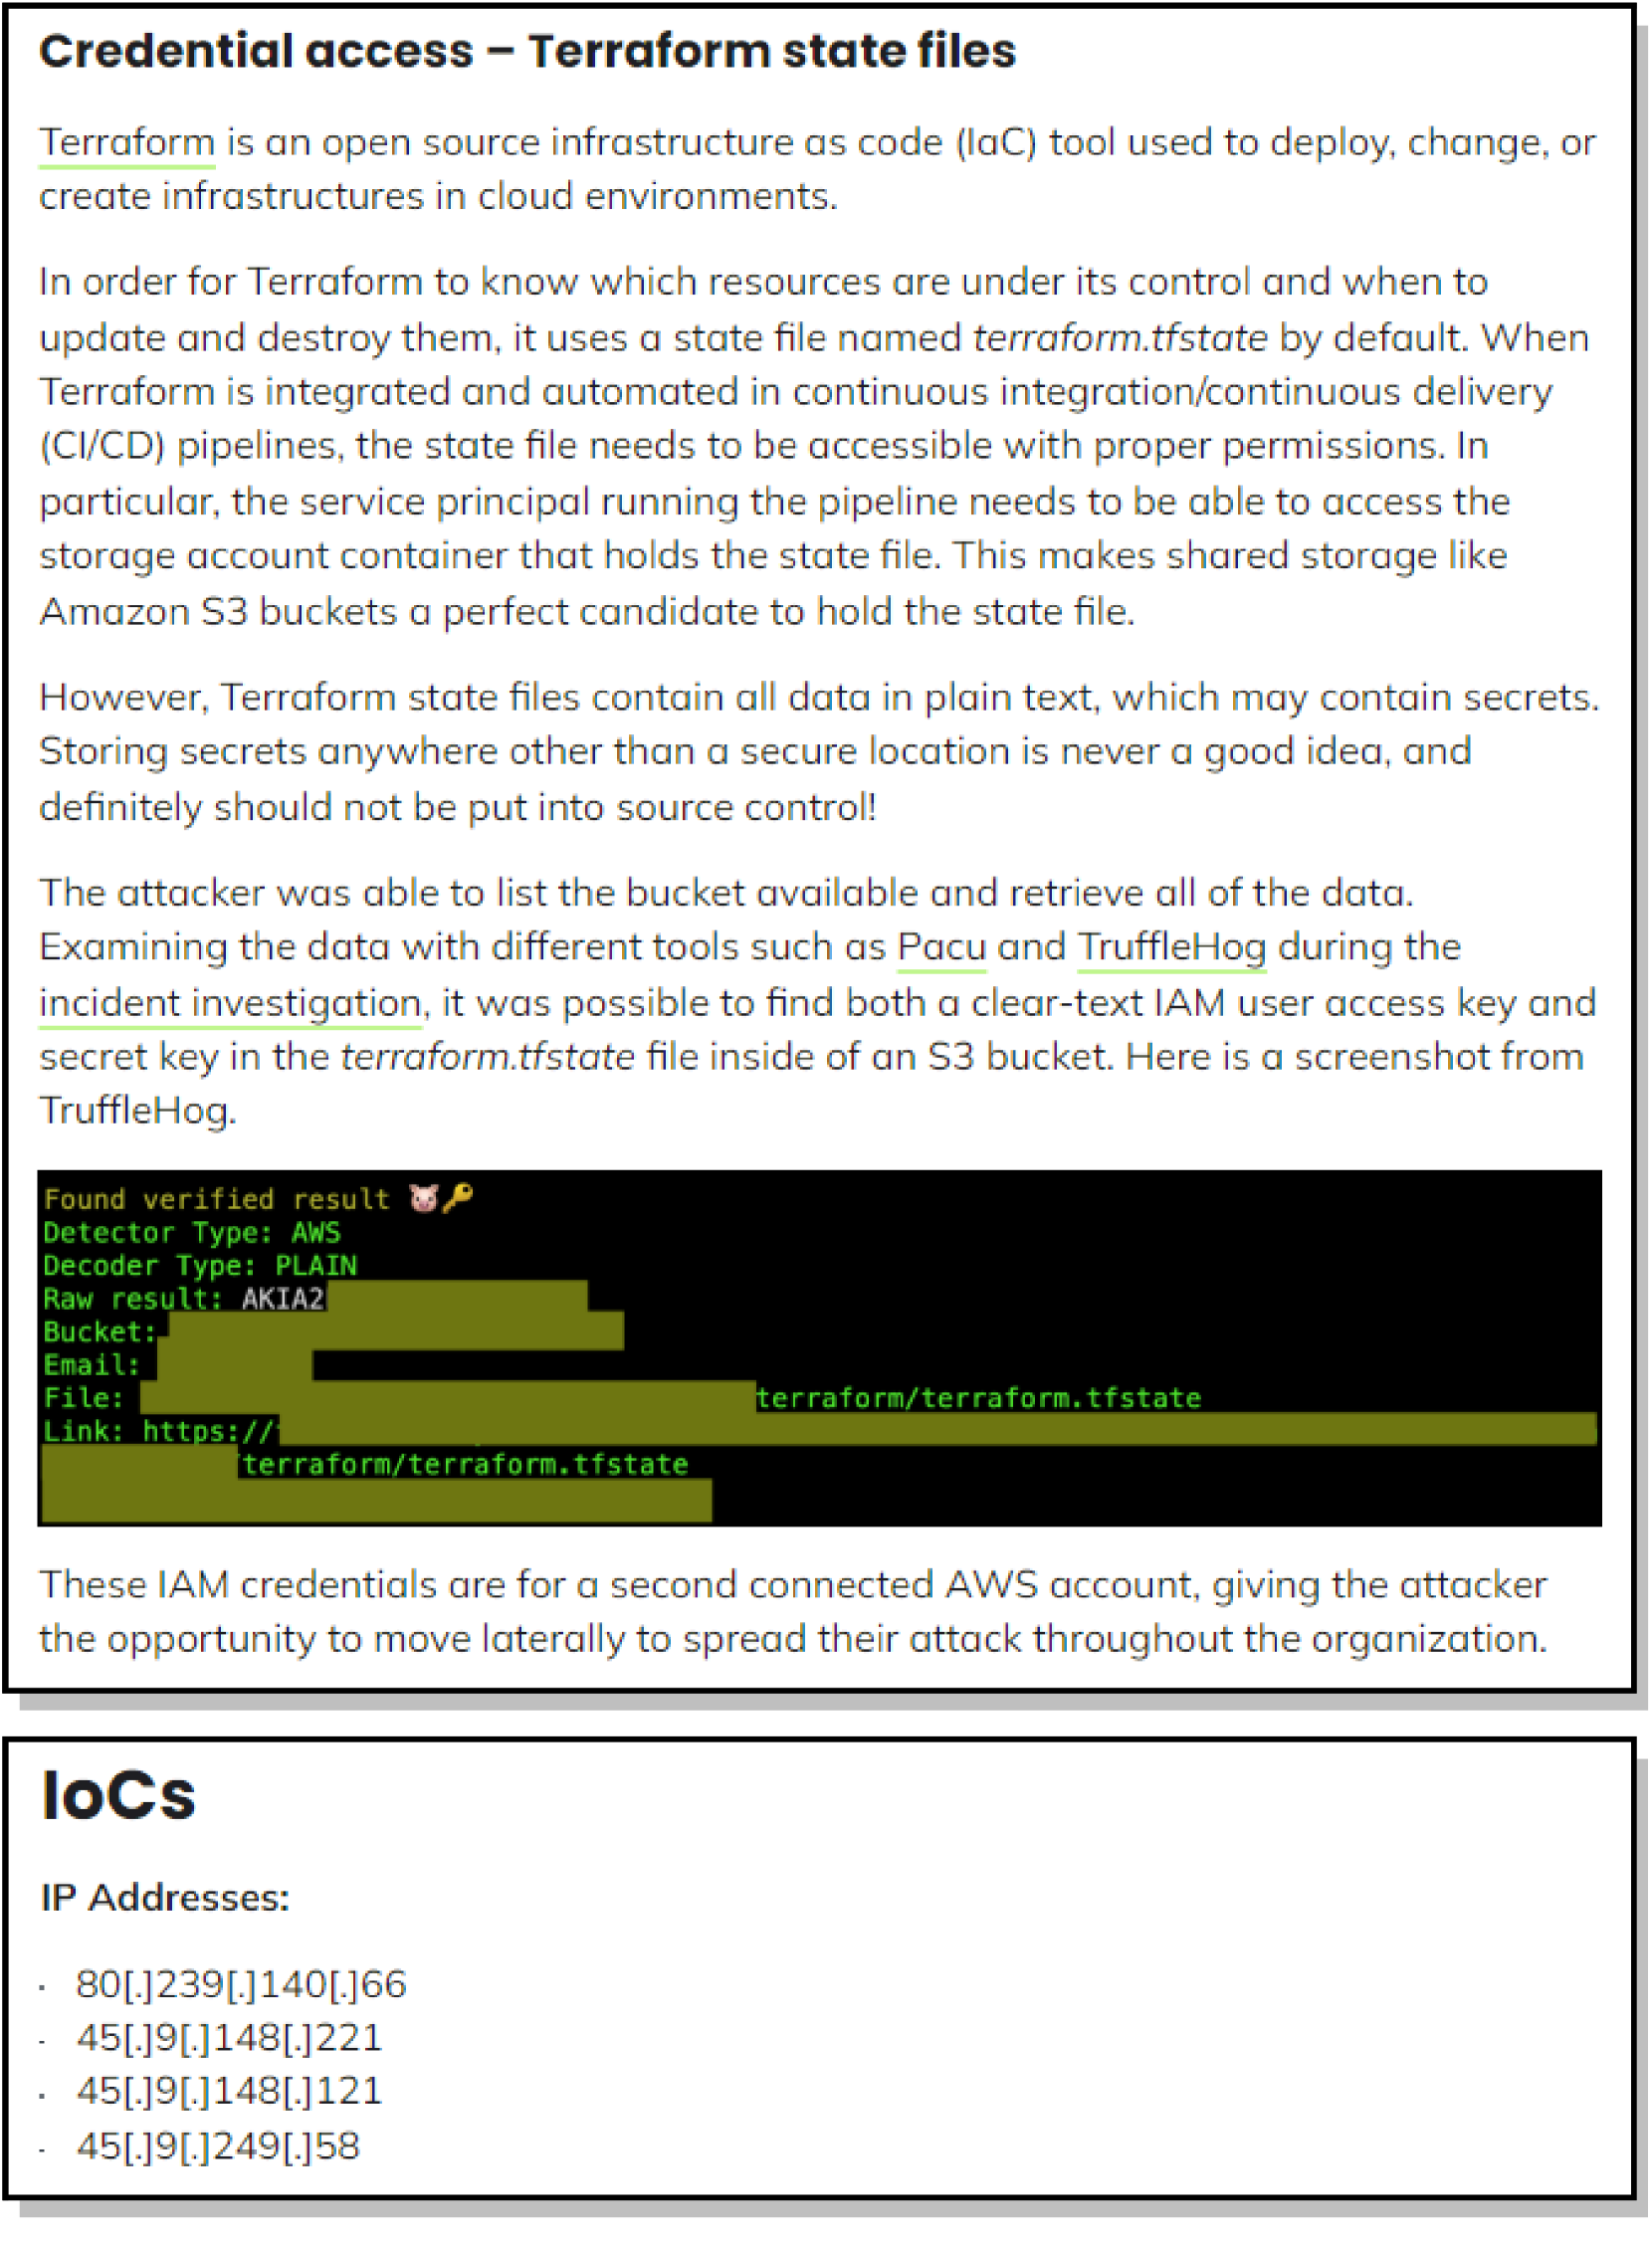 Credential access – Terraform state files
Terraform is an open source infrastructure as code (IaC) tool used to deploy, change, or
create infrastructures in cloud environments.
In order for Terraform to know which resources are under its control and when to
update and destroy them, it uses a state file named terraform.tfstate by default. When
Terraform is integrated and automated in continuous integration/continuous delivery
(CI/CD) pipelines, the state file needs to be accessible with proper permissions. In
particular, the service principal running the pipeline needs to be able to access the
storage account container that holds the state file. This makes shared storage like
Amazon S3 buckets a perfect candidate to hold the state file.
However, Terraform state files contain all data in plain text, which may contain secrets.
Storing secrets anywhere other than a secure location is never a good idea, and
definitely should not be put into source control!
The attacker was able to list the bucket available and retrieve all of the data.
Examining the data with different tools such as Pacu and TruffleHog during the
incident investigation, it was possible to find both a clear-text IAM user access key and
secret key in the terraform.tfstate file inside of an S3 bucket. Here is a screenshot from
TruffleHog.
Found verified result 🐷🔑
Detector Type: AWS
Decoder Type: PLAIN
Raw result: AKIA2
Bucket:
Email:
File: terraform/terraform.tfstate
Link: https://
/terraform/terraform.tfstate
These IAM credentials are for a second connected AWS account, giving the attacker
the opportunity to move laterally to spread their attack throughout the organization.
IoCs
IP Addresses:
· 80[.]239[.]140[.]66
· 45[.]9[.]148[.]221
· 45[.]9[.]148[.]121
· 45[.]9[.]249[.]58